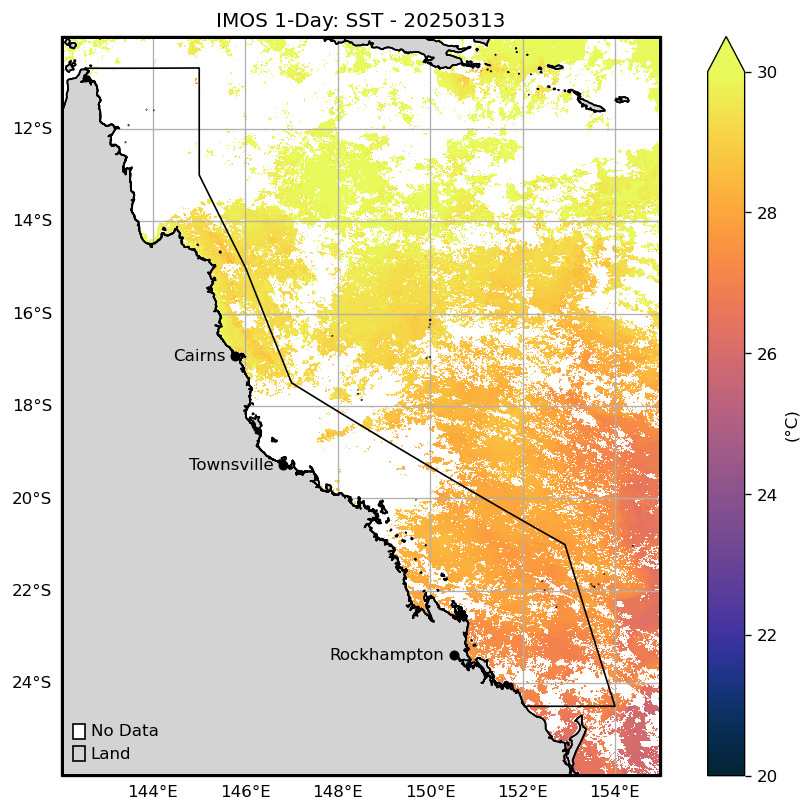 IMOS 1-Day: SST - 20250313
12°S
14°S
16°S
18°S
20°S
22°S
24°S
Cairns
Townsville
Rockhampton
No Data
Land
144°E
146°E
148°E
150°E
152°E
154°E
30
28
26
24
22
20
(°C)